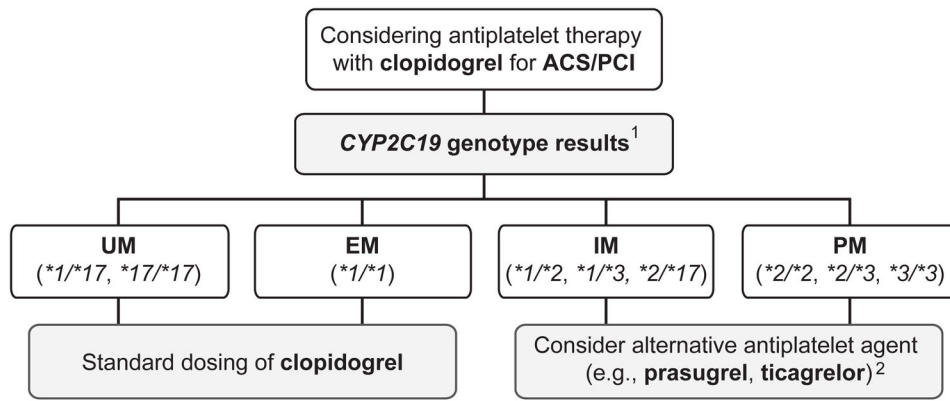 Considering antiplatelet therapy
with clopidogrel for ACS/PCI
CYP2C19 genotype results1
UM
(*1/*17, *17/*17)
EM
(*1/*1)
IM
(*1/*2, *1/*3, *2/*17)
PM
(*2/*2, *2/*3, *3/*3)
Standard dosing of clopidogrel
Consider alternative antiplatelet agent
(e.g., prasugrel, ticagrelor)2